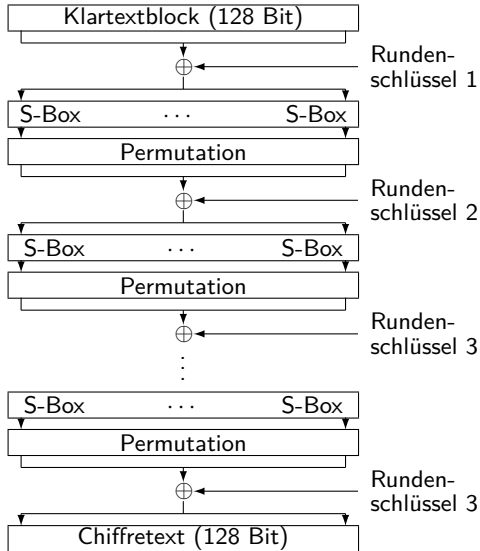 Klartextblock (128 Bit)
Runden-
schlüssel 1
S-Box ... S-Box
Permutation
Runden-
schlüssel 2
S-Box ... S-Box
Permutation
Runden-
schlüssel 3
S-Box ... S-Box
Permutation
Runden-
schlüssel 3
Chiffretext (128 Bit)